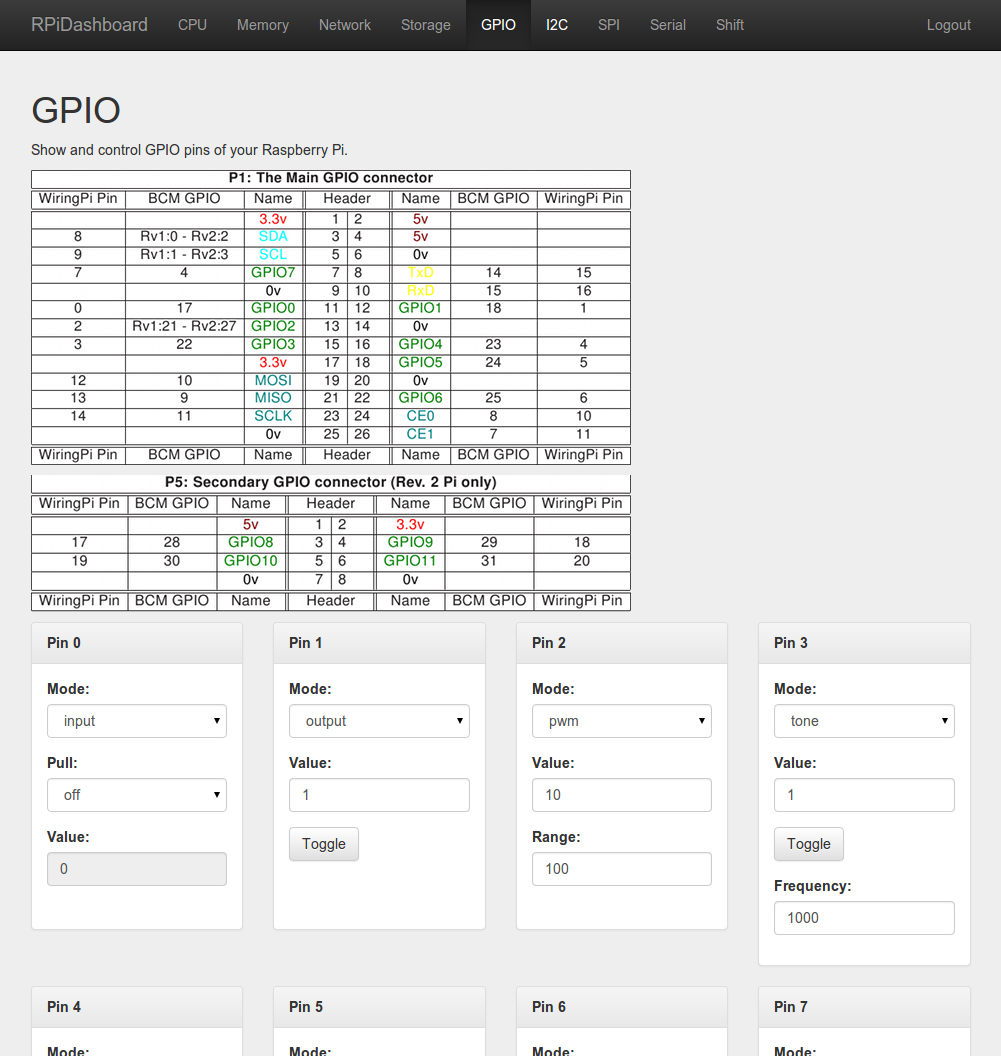 RPiDashboard CPU Memory Network Storage GPIO I2C SPI Serial Shift Logout
GPIO
Show and control GPIO pins of your Raspberry Pi.
P1: The Main GPIO connector
WiringPi Pin BCM GPIO Name Header Name BCM GPIO WiringPi Pin
3.3v 1 2 5v
8 Rv1:0 - Rv2:2 SDA 3 4 5v
9 Rv1:1 - Rv2:3 SCL 5 6 0v
7 4 GPIO7 7 8 TxD 14 15
0v 9 10 RxD 15 16
0 17 GPIO0 11 12 GPIO1 18 1
2 Rv1:21 - Rv2:27 GPIO2 13 14 0v
3 22 GPIO3 15 16 GPIO4 23 4
3.3v 17 18 GPIO5 24 5
12 10 MOSI 19 20 0v
13 9 MISO 21 22 GPIO6 25 6
14 11 SCLK 23 24 CE0 8 10
0v 25 26 CE1 7 11
WiringPi Pin BCM GPIO Name Header Name BCM GPIO WiringPi Pin
P5: Secondary GPIO connector (Rev. 2 Pi only)
WiringPi Pin BCM GPIO Name Header Name BCM GPIO WiringPi Pin
5v 1 2 3.3v
17 28 GPIO8 3 4 GPIO9 29 18
19 30 GPIO10 5 6 GPIO11 31 20
0v 7 8 0v
WiringPi Pin BCM GPIO Name Header Name BCM GPIO WiringPi Pin
Pin 0
Mode:
input
Pull:
off
Value:
0
Pin 1
Mode:
output
Value:
1
Toggle
Pin 2
Mode:
pwm
Value:
10
Range:
100
Pin 3
Mode:
tone
Value:
1
Toggle
Frequency:
1000
Pin 4
Mode:
Pin 5
Mode:
Pin 6
Mode:
Pin 7
Mode: